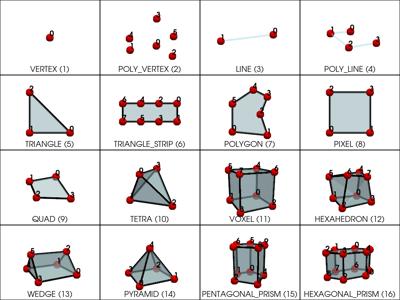 VERTEX (1)
POLY_VERTEX (2)
LINE (3)
POLY_LINE (4)
TRIANGLE (5)
TRIANGLE_STRIP (6)
POLYGON (7)
PIXEL (8)
QUAD (9)
TETRA (10)
VOXEL (11)
HEXAHEDRON (12)
WEDGE (13)
PYRAMID (14)
PENTAGONAL_PRISM (15)
HEXAGONAL_PRISM (16)